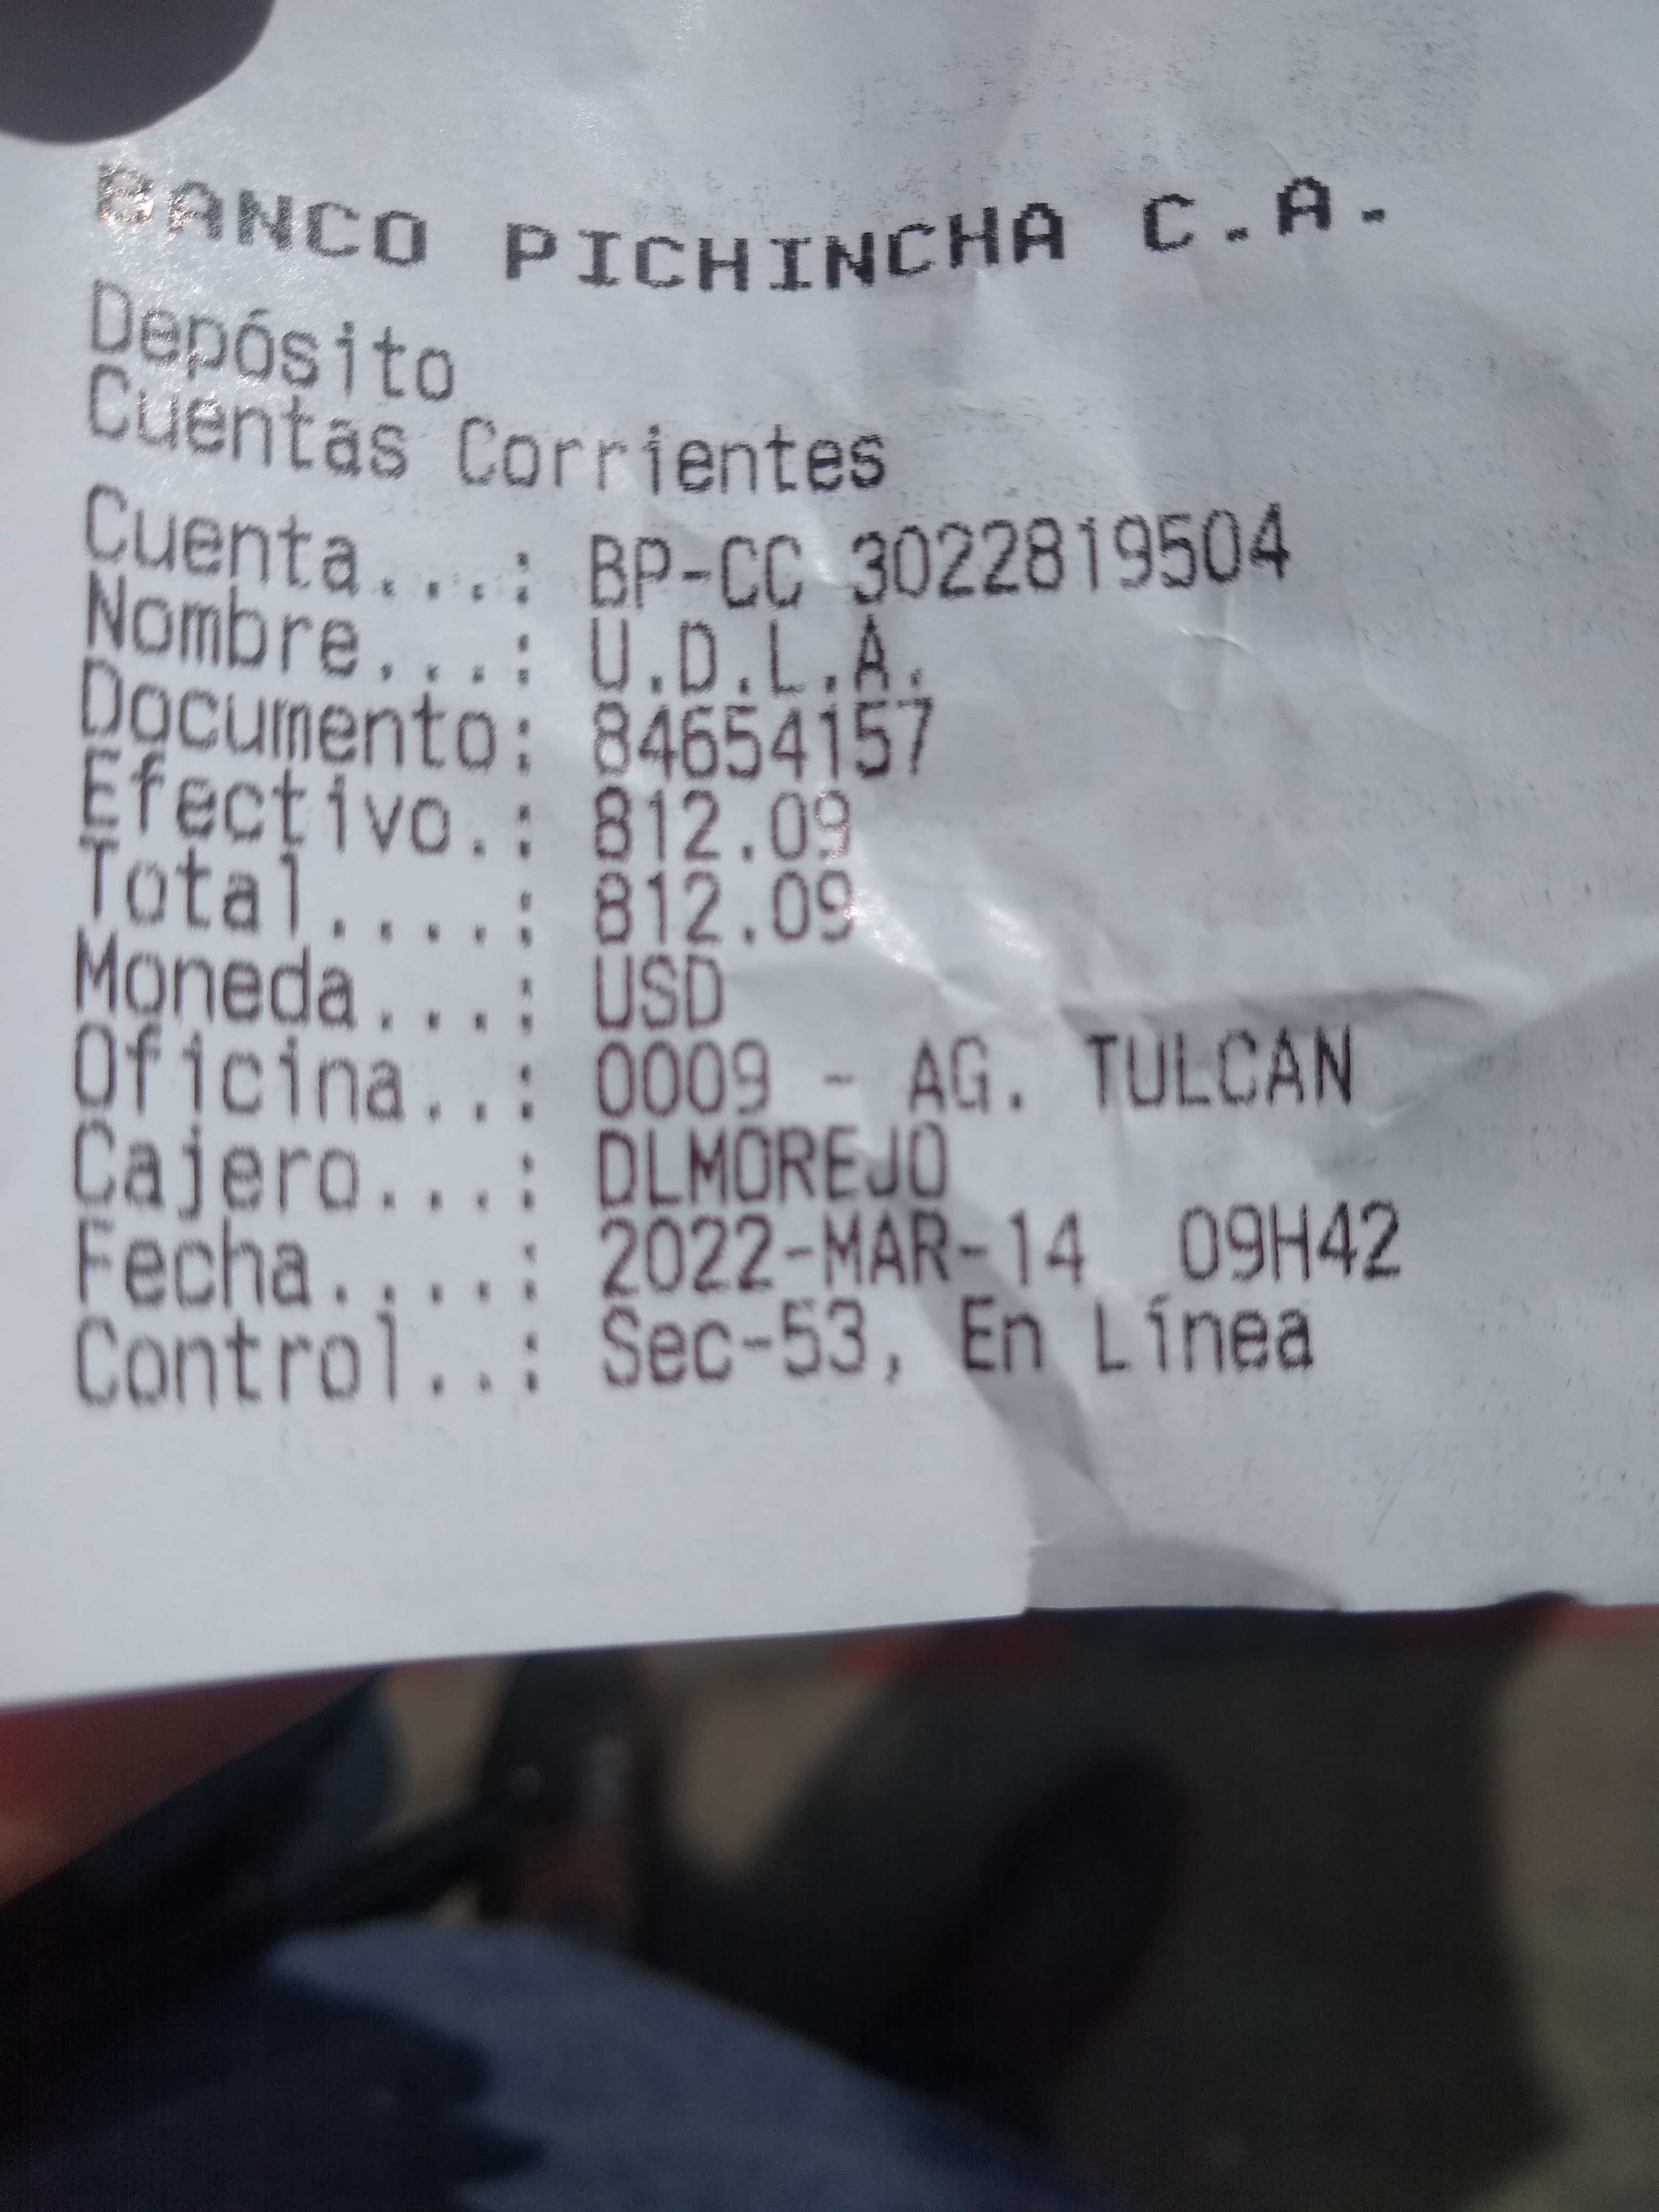 BANCO PICHINCHA C.A.
Depósito
Cuentas Corrientes
Cuenta...: BP-CC 3022819504
Nombre...: U.D.L.A.
Documento: 84654157
Efectivo.: 812.09
Total....: 812.09
Moneda...: USD
Oficina..: 0009 - AG. TULCAN
Cajero...: DLMOREJO
Fecha....: 2022-MAR-14 09H42
Control..: Sec-53, En Línea